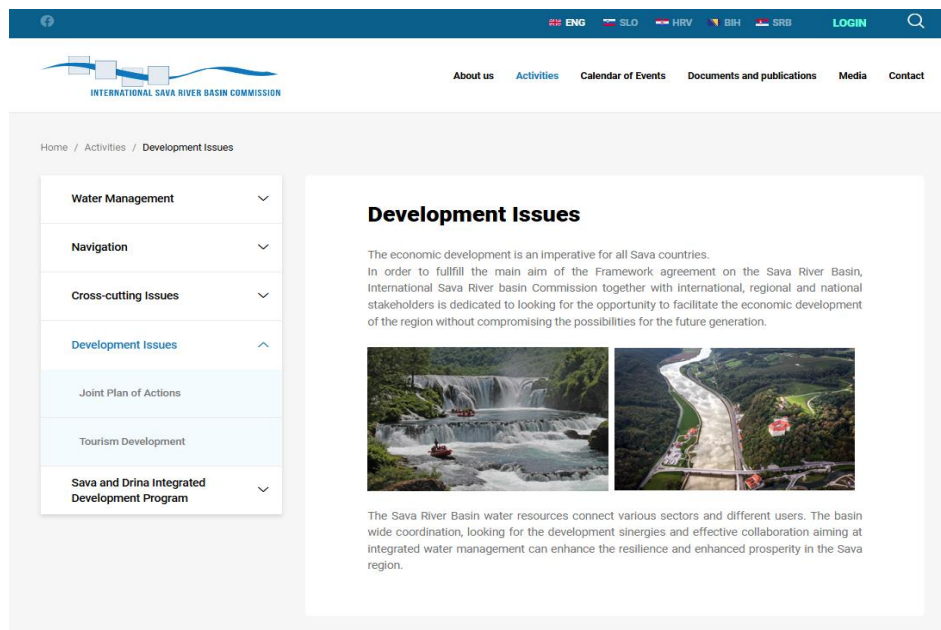 ENG SLO HRV BIH SRB LOGIN
INTERNATIONAL SAVA RIVER BASIN COMMISSION
About us Activities Calendar of Events Documents and publications Media Contact
Home / Activities / Development Issues
Water Management
Navigation
Cross-cutting Issues
Development Issues
Joint Plan of Actions
Tourism Development
Sava and Drina Integrated
Development Program
Development Issues
The economic development is an imperative for all Sava countries.
In order to fullfill the main aim of the Framework agreement on the Sava River Basin,
International Sava River basin Commission together with international, regional and national
stakeholders is dedicated to looking for the opportunity to facilitate the economic development
of the region without compromising the possibilities for the future generation.
The Sava River Basin water resources connect various sectors and different users. The basin
wide coordination, looking for the development sinergies and effective collaboration aiming at
integrated water management can enhance the resilience and enhanced prosperity in the Sava
region.